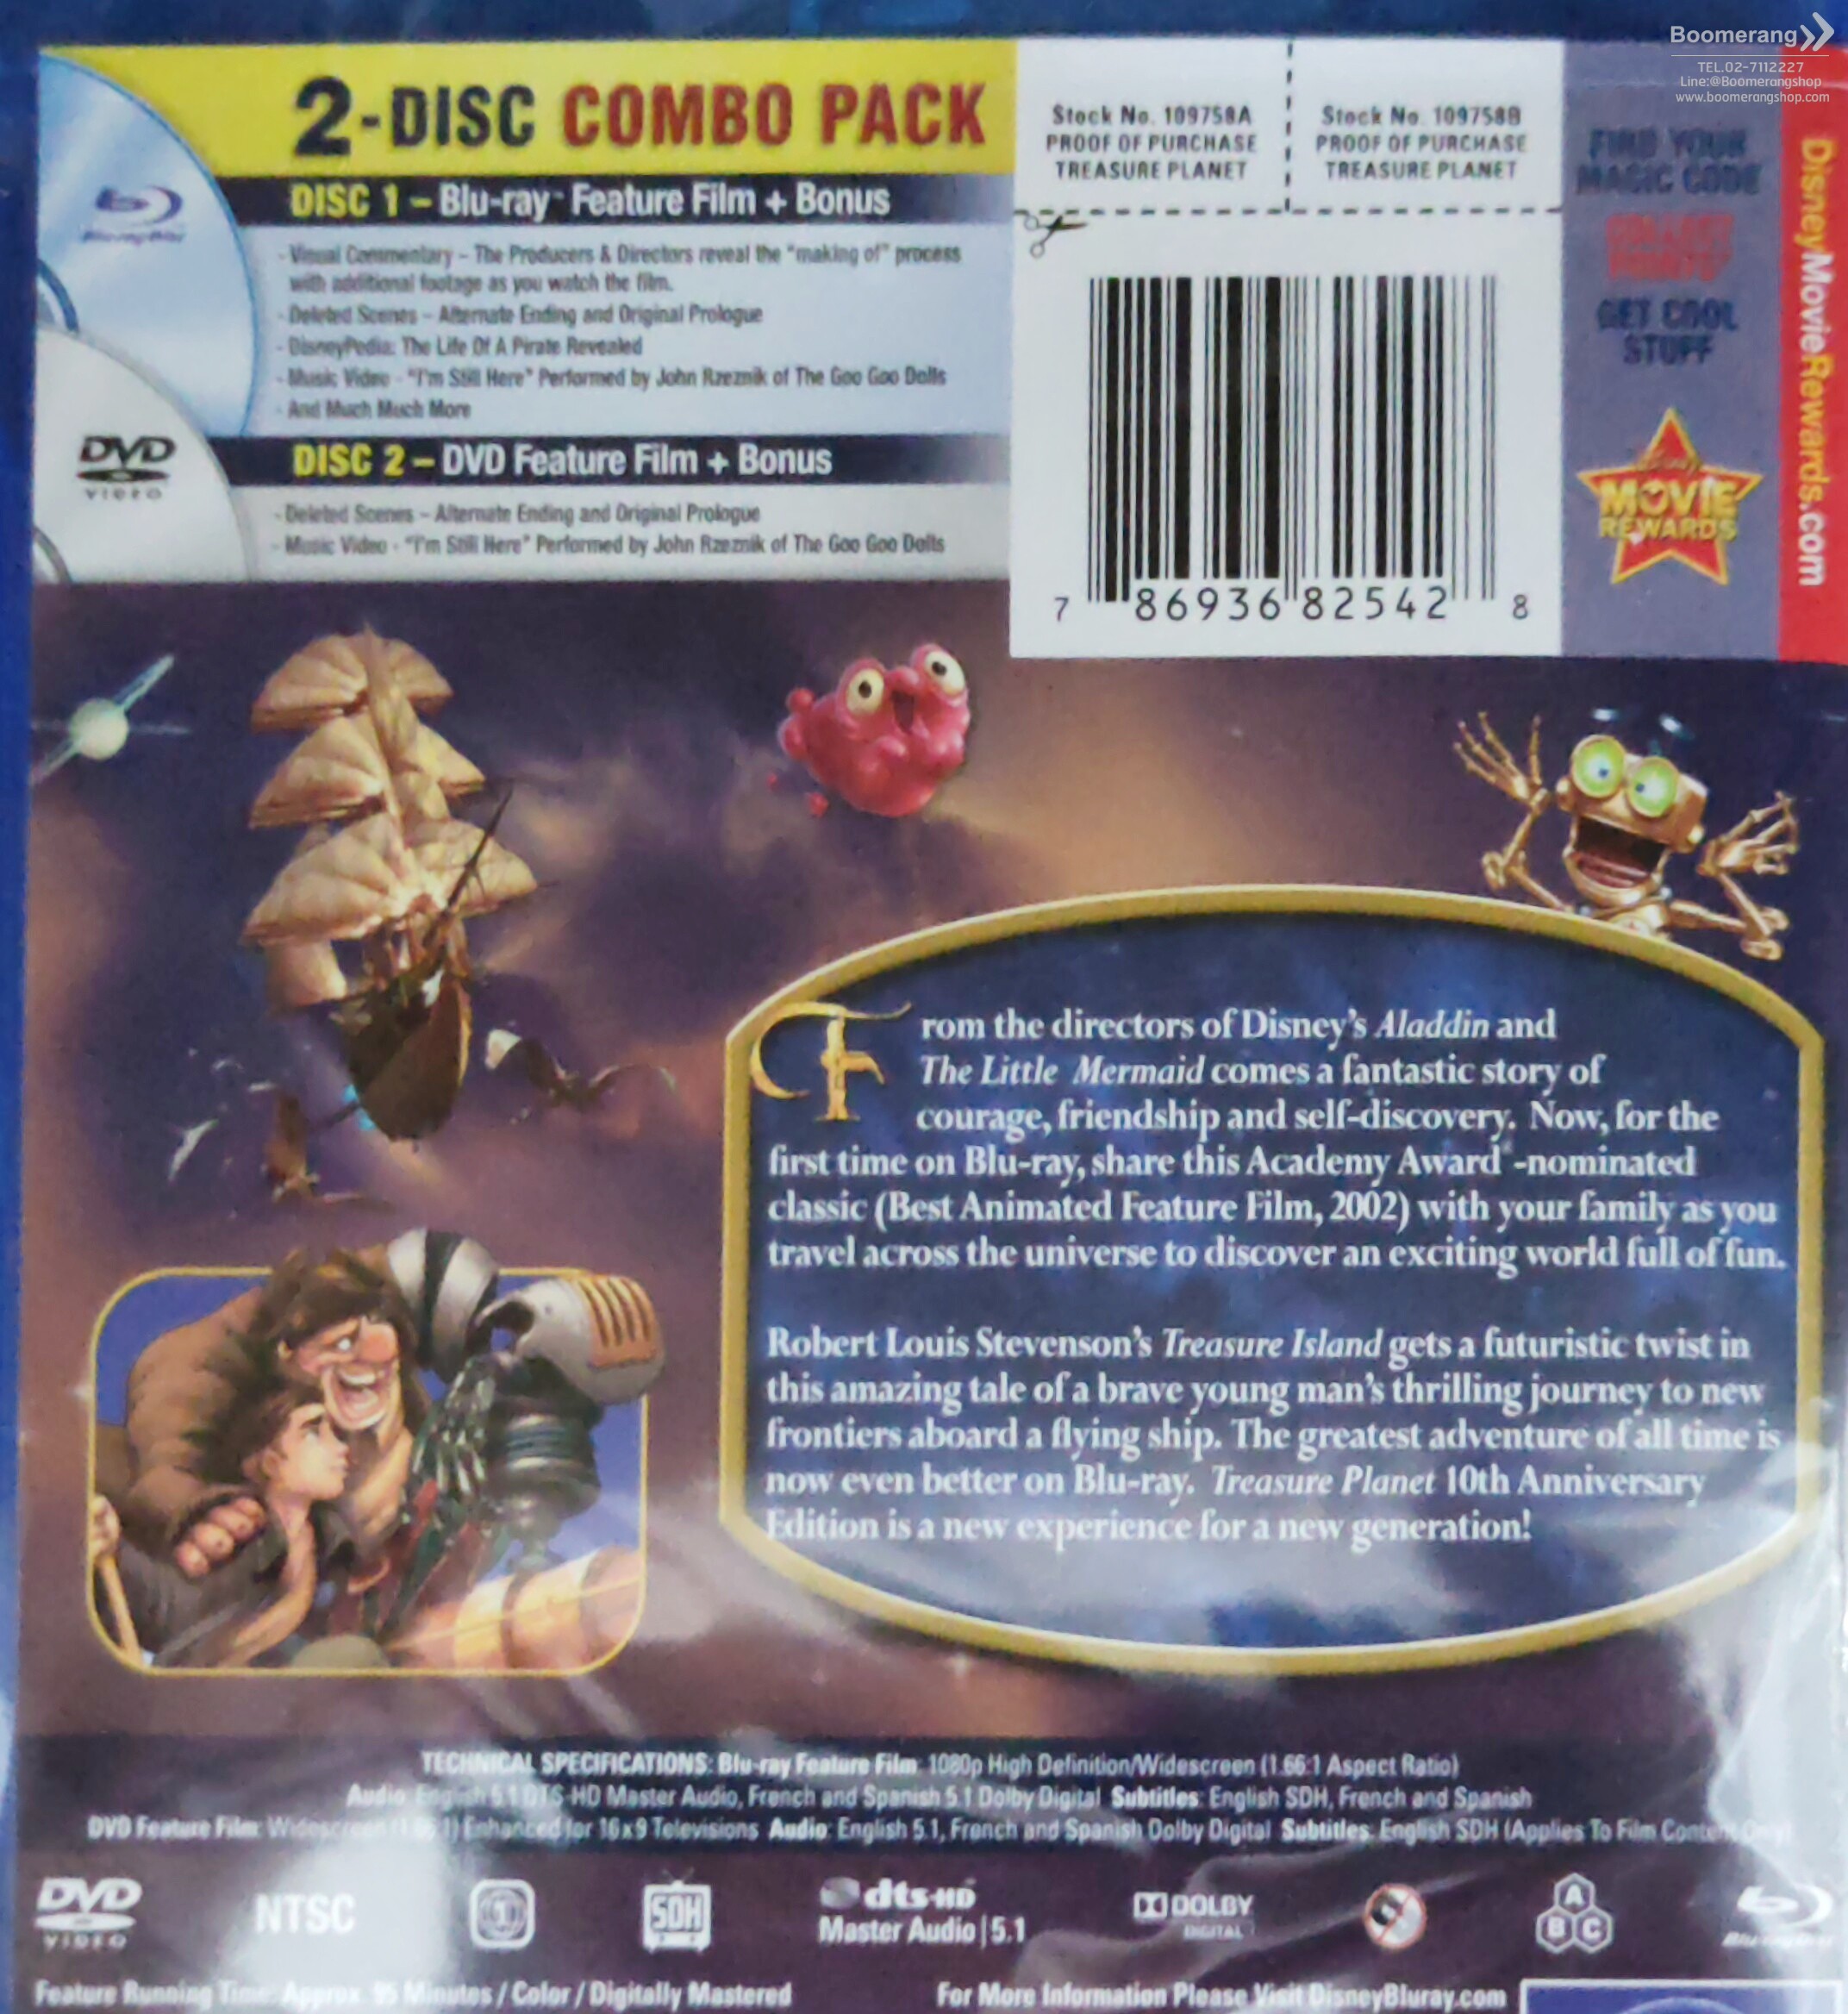 Boomerang
TEL.02-7112227
Line:@Boomerangshop
www.boomerangshop.com
2-DISC COMBO PACK
DISC 1 – Blu-ray™ Feature Film + Bonus
- Visual Commentary – The Producers & Directors reveal the "making of" process
with additional footage as you watch the film.
- Deleted Scenes – Alternate Ending and Original Prologue
- DisneyPedia: The Life Of A Pirate Revealed
- Music Video - "I'm Still Here" Performed by John Rzeznik of The Goo Goo Dolls
- And Much Much More
DVD
VIDEO
DISC 2 – DVD Feature Film + Bonus
- Deleted Scenes – Alternate Ending and Original Prologue
- Music Video - "I'm Still Here" Performed by John Rzeznik of The Goo Goo Dolls
Stock No. 109758A
PROOF OF PURCHASE
TREASURE PLANET
Stock No. 109758B
PROOF OF PURCHASE
TREASURE PLANET
7 86936 82542 8
FIND YOUR
MAGIC CODE
COLLECT
POINTS*
GET COOL
STUFF
Disney
MOVIE
REWARDS
DisneyMovieRewards.com
From the directors of Disney's Aladdin and
The Little Mermaid comes a fantastic story of
courage, friendship and self-discovery. Now, for the
first time on Blu-ray, share this Academy Award®-nominated
classic (Best Animated Feature Film, 2002) with your family as you
travel across the universe to discover an exciting world full of fun.
Robert Louis Stevenson's Treasure Island gets a futuristic twist in
this amazing tale of a brave young man's thrilling journey to new
frontiers aboard a flying ship. The greatest adventure of all time is
now even better on Blu-ray. Treasure Planet 10th Anniversary
Edition is a new experience for a new generation!
TECHNICAL SPECIFICATIONS: Blu-ray Feature Film: 1080p High Definition/Widescreen (1.66:1 Aspect Ratio)
Audio: English 5.1 DTS-HD Master Audio, French and Spanish 5.1 Dolby Digital Subtitles: English SDH, French and Spanish
DVD Feature Film: Widescreen (1.66:1) Enhanced for 16x9 Televisions Audio: English 5.1, French and Spanish Dolby Digital Subtitles: English SDH (Applies To Film Content Only)
DVD
VIDEO
NTSC
1
SDH
dts-HD
Master Audio | 5.1
DOLBY
DIGITAL
A
B C
Blu-ray Disc
Feature Running Time: Approx. 95 Minutes / Color / Digitally Mastered
For More Information Please Visit DisneyBluray.com